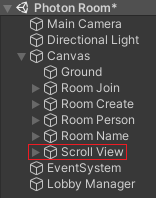 Photon Room*
Main Camera
Directional Light
Canvas
Ground
Room Join
Room Create
Room Person
Room Name
Scroll View
EventSystem
Lobby Manager